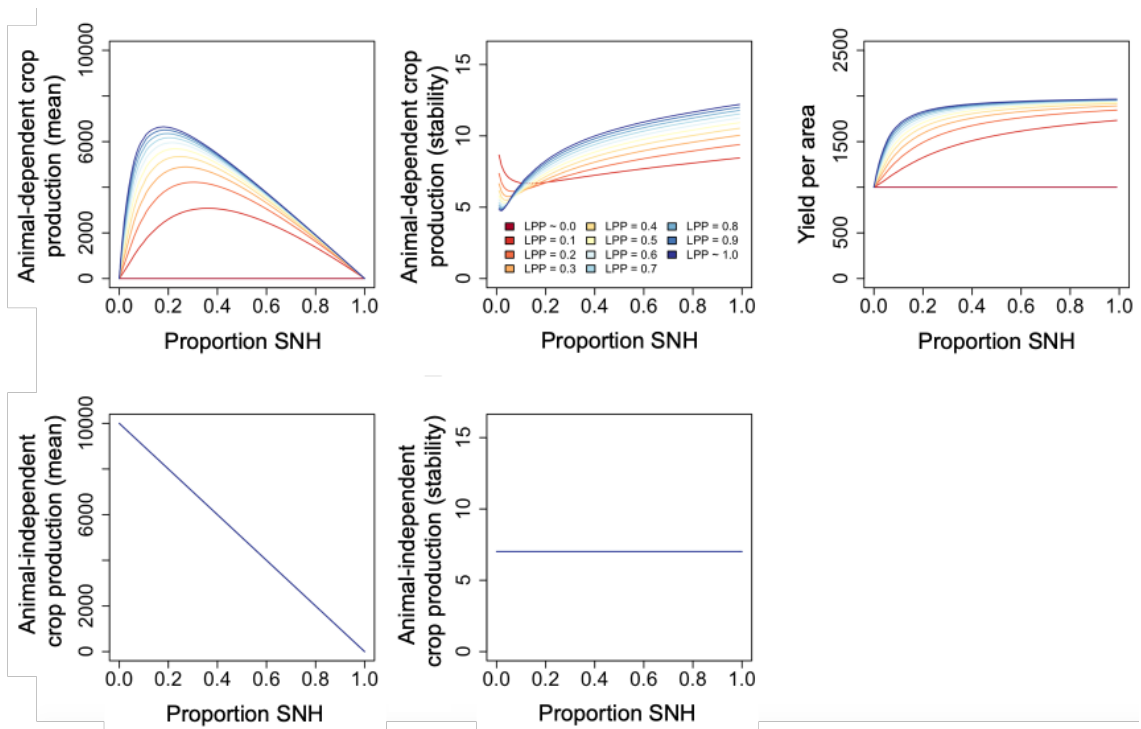 Animal-dependent crop
production (mean)
0 2000 6000 10000
0.0 0.2 0.4 0.6 0.8 1.0
Proportion SNH
Animal-dependent crop
production (stability)
0 5 10 15
LPP ~ 0.0 LPP = 0.4 LPP = 0.8
LPP = 0.1 LPP = 0.5 LPP = 0.9
LPP = 0.2 LPP = 0.6 LPP ~ 1.0
LPP = 0.3 LPP = 0.7
0.0 0.2 0.4 0.6 0.8 1.0
Proportion SNH
Yield per area
0 500 1500 2500
0.0 0.2 0.4 0.6 0.8 1.0
Proportion SNH
Animal-independent
crop production (mean)
0 2000 6000 10000
0.0 0.2 0.4 0.6 0.8 1.0
Proportion SNH
Animal-independent
crop production (stability)
0 5 10 15
0.0 0.2 0.4 0.6 0.8 1.0
Proportion SNH